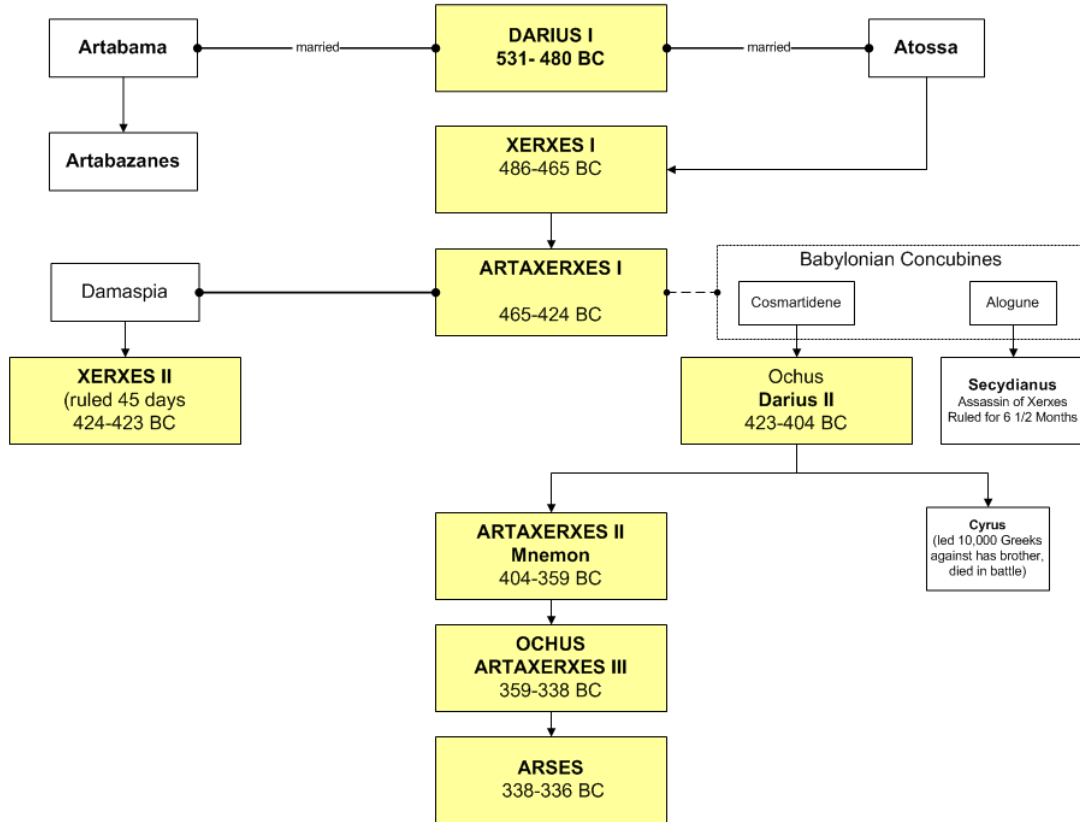 Artabama
married
DARIUS I
531- 480 BC
married
Atossa
Artabazanes
XERXES I
486-465 BC
Damaspia
ARTAXERXES I
465-424 BC
Babylonian Concubines
Cosmartidene
Alogune
XERXES II
(ruled 45 days
424-423 BC
Ochus
Darius II
423-404 BC
Secydianus
Assassin of Xerxes
Ruled for 6 1/2 Months
ARTAXERXES II
Mnemon
404-359 BC
Cyrus
(led 10,000 Greeks
against has brother,
died in battle)
OCHUS
ARTAXERXES III
359-338 BC
ARSES
338-336 BC